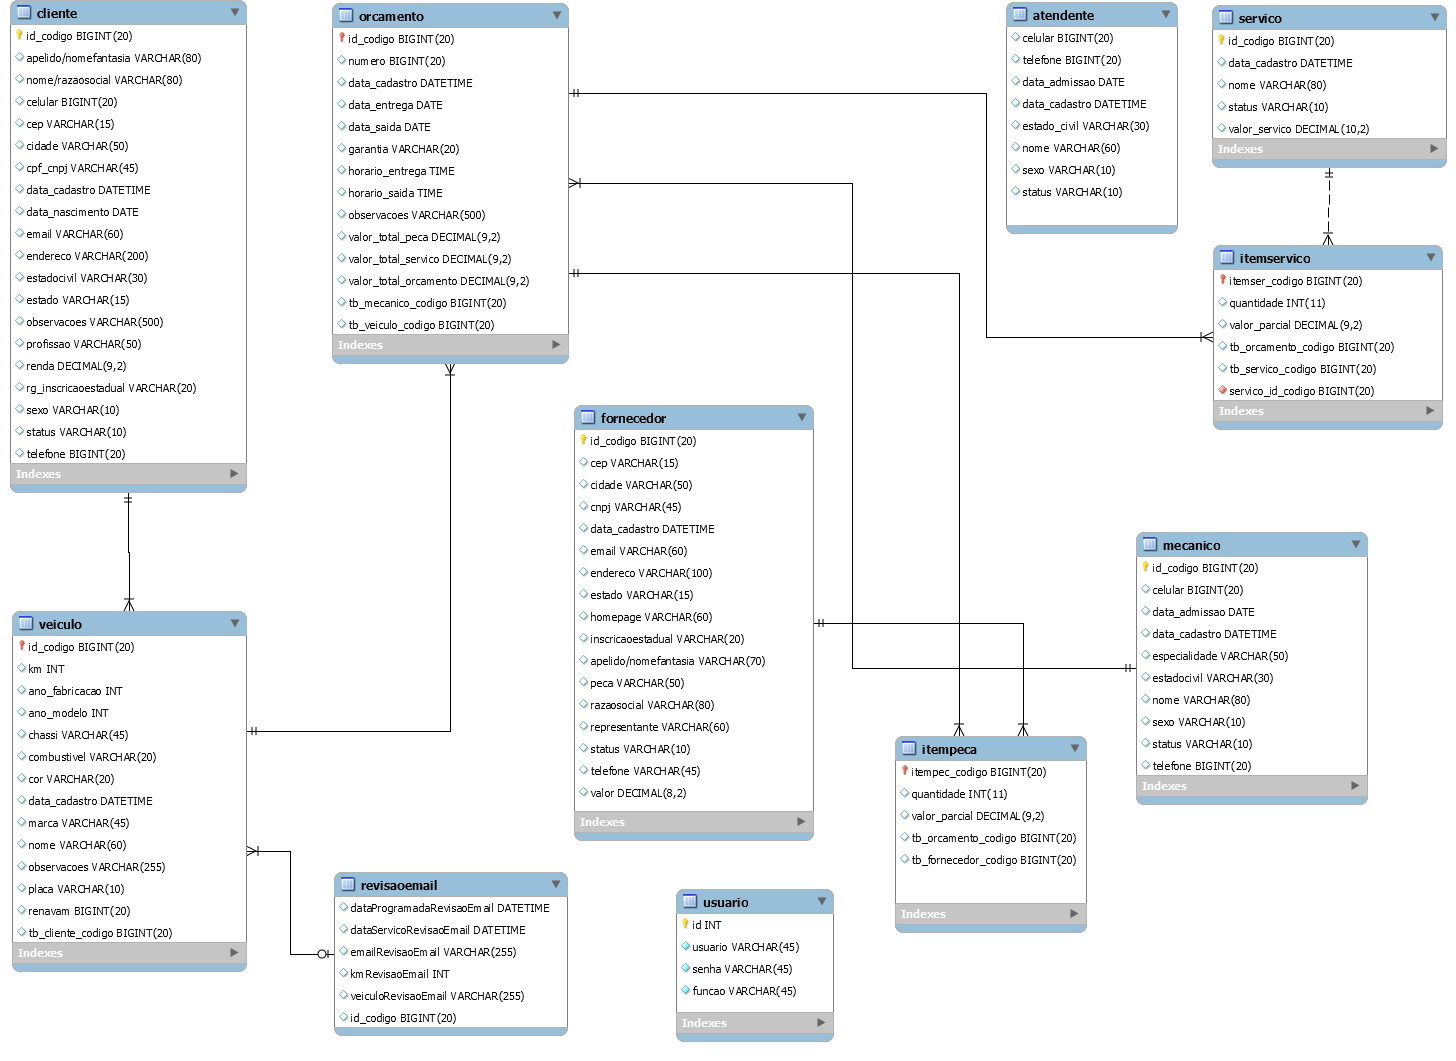 cliente
id_codigo BIGINT(20)
apelido/nomefantasia VARCHAR(80)
nome/razaosocial VARCHAR(80)
celular BIGINT(20)
cep VARCHAR(15)
cidade VARCHAR(50)
cpf_cnpj VARCHAR(45)
data_cadastro DATETIME
data_nascimento DATE
email VARCHAR(60)
endereco VARCHAR(200)
estadocivil VARCHAR(30)
estado VARCHAR(15)
observacoes VARCHAR(500)
profissao VARCHAR(50)
renda DECIMAL(9,2)
rg_inscricaoestadual VARCHAR(20)
sexo VARCHAR(10)
status VARCHAR(10)
telefone BIGINT(20)
Indexes
orcamento
id_codigo BIGINT(20)
numero BIGINT(20)
data_cadastro DATETIME
data_entrega DATE
data_saida DATE
garantia VARCHAR(20)
horario_entrega TIME
horario_saida TIME
observacoes VARCHAR(500)
valor_total_peca DECIMAL(9,2)
valor_total_servico DECIMAL(9,2)
valor_total_orcamento DECIMAL(9,2)
tb_mecanico_codigo BIGINT(20)
tb_veiculo_codigo BIGINT(20)
Indexes
atendente
celular BIGINT(20)
telefone BIGINT(20)
data_admissao DATE
data_cadastro DATETIME
estado_civil VARCHAR(30)
nome VARCHAR(60)
sexo VARCHAR(10)
status VARCHAR(10)
servico
id_codigo BIGINT(20)
data_cadastro DATETIME
nome VARCHAR(80)
status VARCHAR(10)
valor_servico DECIMAL(10,2)
Indexes
itemservico
itemser_codigo BIGINT(20)
quantidade INT(11)
valor_parcial DECIMAL(9,2)
tb_orcamento_codigo BIGINT(20)
tb_servico_codigo BIGINT(20)
servico_id_codigo BIGINT(20)
Indexes
fornecedor
id_codigo BIGINT(20)
cep VARCHAR(15)
cidade VARCHAR(50)
cnpj VARCHAR(45)
data_cadastro DATETIME
email VARCHAR(60)
endereco VARCHAR(100)
estado VARCHAR(15)
homepage VARCHAR(60)
inscricaoestadual VARCHAR(20)
apelido/nomefantasia VARCHAR(70)
peca VARCHAR(50)
razaosocial VARCHAR(80)
representante VARCHAR(60)
status VARCHAR(10)
telefone VARCHAR(45)
valor DECIMAL(8,2)
Indexes
mecanico
id_codigo BIGINT(20)
celular BIGINT(20)
data_admissao DATE
data_cadastro DATETIME
especialidade VARCHAR(50)
estadocivil VARCHAR(30)
nome VARCHAR(80)
sexo VARCHAR(10)
status VARCHAR(10)
telefone BIGINT(20)
Indexes
veiculo
id_codigo BIGINT(20)
km INT
ano_fabricacao INT
ano_modelo INT
chassi VARCHAR(45)
combustivel VARCHAR(20)
cor VARCHAR(20)
data_cadastro DATETIME
marca VARCHAR(45)
nome VARCHAR(60)
observacoes VARCHAR(255)
placa VARCHAR(10)
renavam BIGINT(20)
tb_cliente_codigo BIGINT(20)
Indexes
itempeca
itempec_codigo BIGINT(20)
quantidade INT(11)
valor_parcial DECIMAL(9,2)
tb_orcamento_codigo BIGINT(20)
tb_fornecedor_codigo BIGINT(20)
Indexes
revisaoemail
dataProgramadaRevisaoEmail DATETIME
dataServicoRevisaoEmail DATETIME
emailRevisaoEmail VARCHAR(255)
kmRevisaoEmail INT
veiculoRevisaoEmail VARCHAR(255)
id_codigo BIGINT(20)
usuario
id INT
usuario VARCHAR(45)
senha VARCHAR(45)
funcao VARCHAR(45)
Indexes